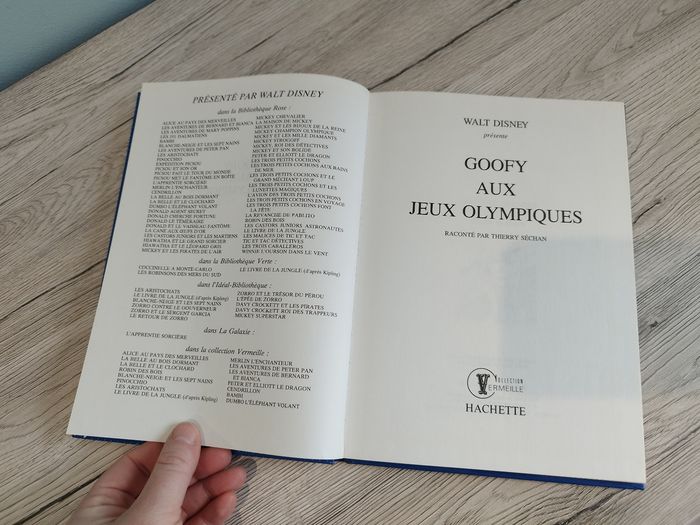 PRÉSENTÉ PAR WALT DISNEY
dans la Bibliothèque Rose :
ALICE AU PAYS DES MERVEILLES
LES AVENTURES DE BERNARD ET BIANCA
LES AVENTURES DE MARY POPPINS
LES 101 DALMATIENS
BAMBI
BLANCHE-NEIGE ET LES SEPT NAINS
LES AVENTURES DE PETER PAN
LES ARISTOCHATS
PINOCCHIO
EXPÉDITION PICSOU
PICSOU ET SON OR
PICSOU FAIT LE TOUR DU MONDE
PICSOU MET LE FANTÔME EN BOÎTE
L'APPRENTIE SORCIÈRE
MERLIN L'ENCHANTEUR
CENDRILLON
LA BELLE AU BOIS DORMANT
LA BELLE ET LE CLOCHARD
DUMBO L'ÉLÉPHANT VOLANT
DONALD AGENT SECRET
DONALD CHERCHE FORTUNE
DONALD LE TÉMÉRAIRE
DONALD ET LE VAISSEAU FANTÔME
LA CANE AUX ŒUFS D'OR
LES CASTORS JUNIORS ET LES MARTIENS
HIAWATHA ET LE GRAND SORCIER
HIAWATHA ET LE LÉOPARD GRIS
MICKEY ET LES PIRATES DE L'AIR
MICKEY CHEVALIER
LA MAISON DE MICKEY
MICKEY ET LES BIJOUX DE LA REINE
MICKEY CHAMPION OLYMPIQUE
MICKEY ET LES MILLE DIAMANTS
MICKEY STROGOFF
MICKEY, ROI DES DÉTECTIVES
MICKEY ET SON BOLIDE
PETER ET ELLIOTT LE DRAGON
LES TROIS PETITS COCHONS
LES TROIS PETITS COCHONS AUX BAINS
DE MER
LES TROIS PETITS COCHONS ET LE
GRAND MÉCHANT LOUP
LES TROIS PETITS COCHONS ET LES
LUNETTES MAGIQUES
L'AVION DES TROIS PETITS COCHONS
LES TROIS PETITS COCHONS EN VOYAGE
LES TROIS PETITS COCHONS FONT
LA FÊTE
LA REVANCHE DE PABLITO
ROBIN DES BOIS
LES CASTORS JUNIORS ASTRONAUTES
LE LIVRE DE LA JUNGLE
LES MALICES DE TIC ET TAC
TIC ET TAC DÉTECTIVES
LES TROIS CABALLEROS
WINNIE L'OURSON DANS LE VENT
dans la Bibliothèque Verte :
COCCINELLE A MONTE-CARLO
LES ROBINSONS DES MERS DU SUD
LE LIVRE DE LA JUNGLE (d'après Kipling)
dans l'Idéal-Bibliothèque :
LES ARISTOCHATS
LE LIVRE DE LA JUNGLE (d'après Kipling)
BLANCHE-NEIGE ET LES SEPT NAINS
ZORRO CONTRE LE GOUVERNEUR
ZORRO ET LE SERGENT GARCIA
LE RETOUR DE ZORRO
ZORRO ET LE TRÉSOR DU PÉROU
L'ÉPÉE DE ZORRO
DAVY CROCKETT ET LES PIRATES
DAVY CROCKETT ROI DES TRAPPEURS
MICKEY SUPERSTAR
dans La Galaxie :
L'APPRENTIE SORCIÈRE
dans la collection Vermeille :
ALICE AU PAYS DES MERVEILLES
LA BELLE AU BOIS DORMANT
LA BELLE ET LE CLOCHARD
ROBIN DES BOIS
BLANCHE-NEIGE ET LES SEPT NAINS
PINOCCHIO
LES ARISTOCHATS
LE LIVRE DE LA JUNGLE (d'après Kipling)
MERLIN L'ENCHANTEUR
LES AVENTURES DE PETER PAN
LES AVENTURES DE BERNARD
ET BIANCA
PETER ET ELLIOTT LE DRAGON
CENDRILLON
BAMBI
DUMBO L'ÉLÉPHANT VOLANT
WALT DISNEY
présente
GOOFY
AUX
JEUX OLYMPIQUES
RACONTÉ PAR THIERRY SÉCHAN
COLLECTION
VERMEILLE
HACHETTE